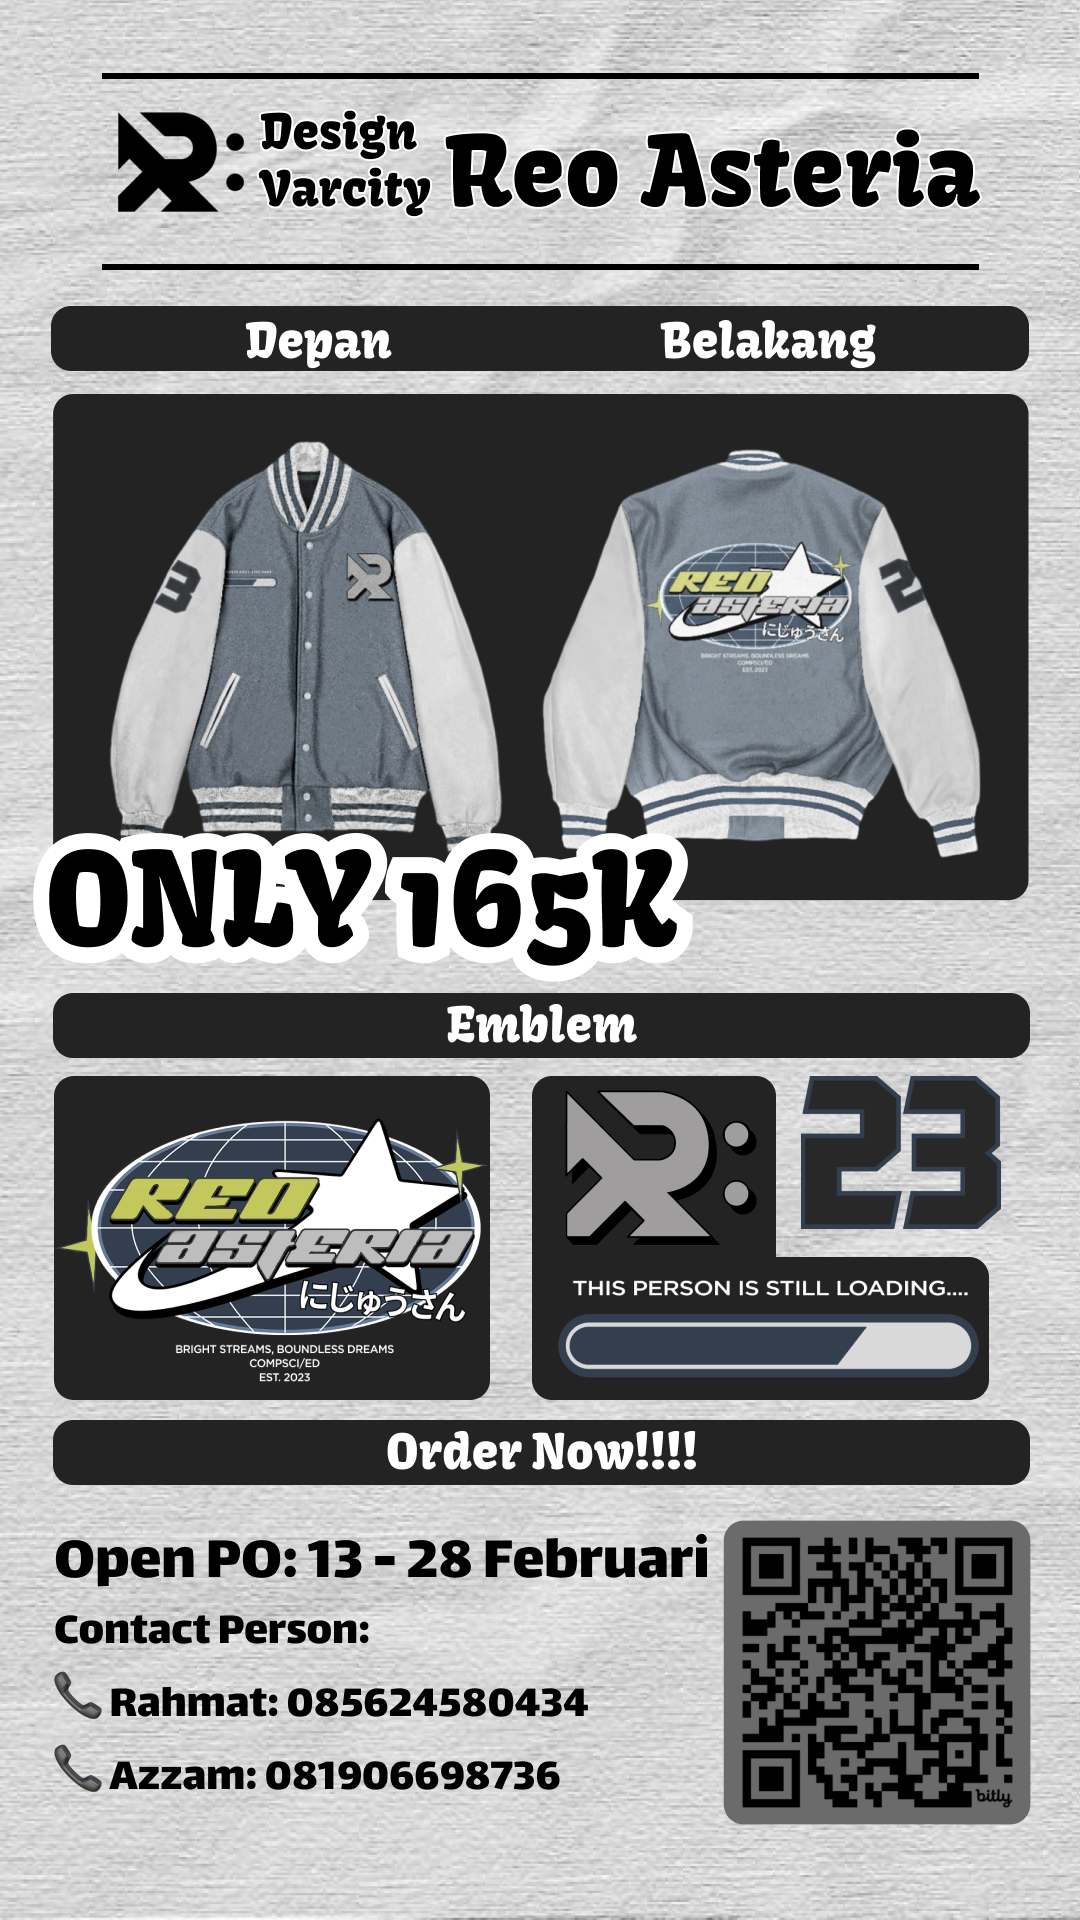 Design
Varcity
Reo Asteria
Depan
Belakang
3
2
REO
ASTERIA
にじゅうさん
BRIGHT STREAMS, BOUNDLESS DREAMS
COMPSCI/ED
EST. 2023
ONLY 165K
Emblem
REO
ASTERIA
にじゅうさん
BRIGHT STREAMS, BOUNDLESS DREAMS
COMPSCI/ED
EST. 2023
R:
23
THIS PERSON IS STILL LOADING....
Order Now!!!!
Open PO: 13 - 28 Februari
Contact Person:
Rahmat: 085624580434
Azzam: 081906698736
bitly